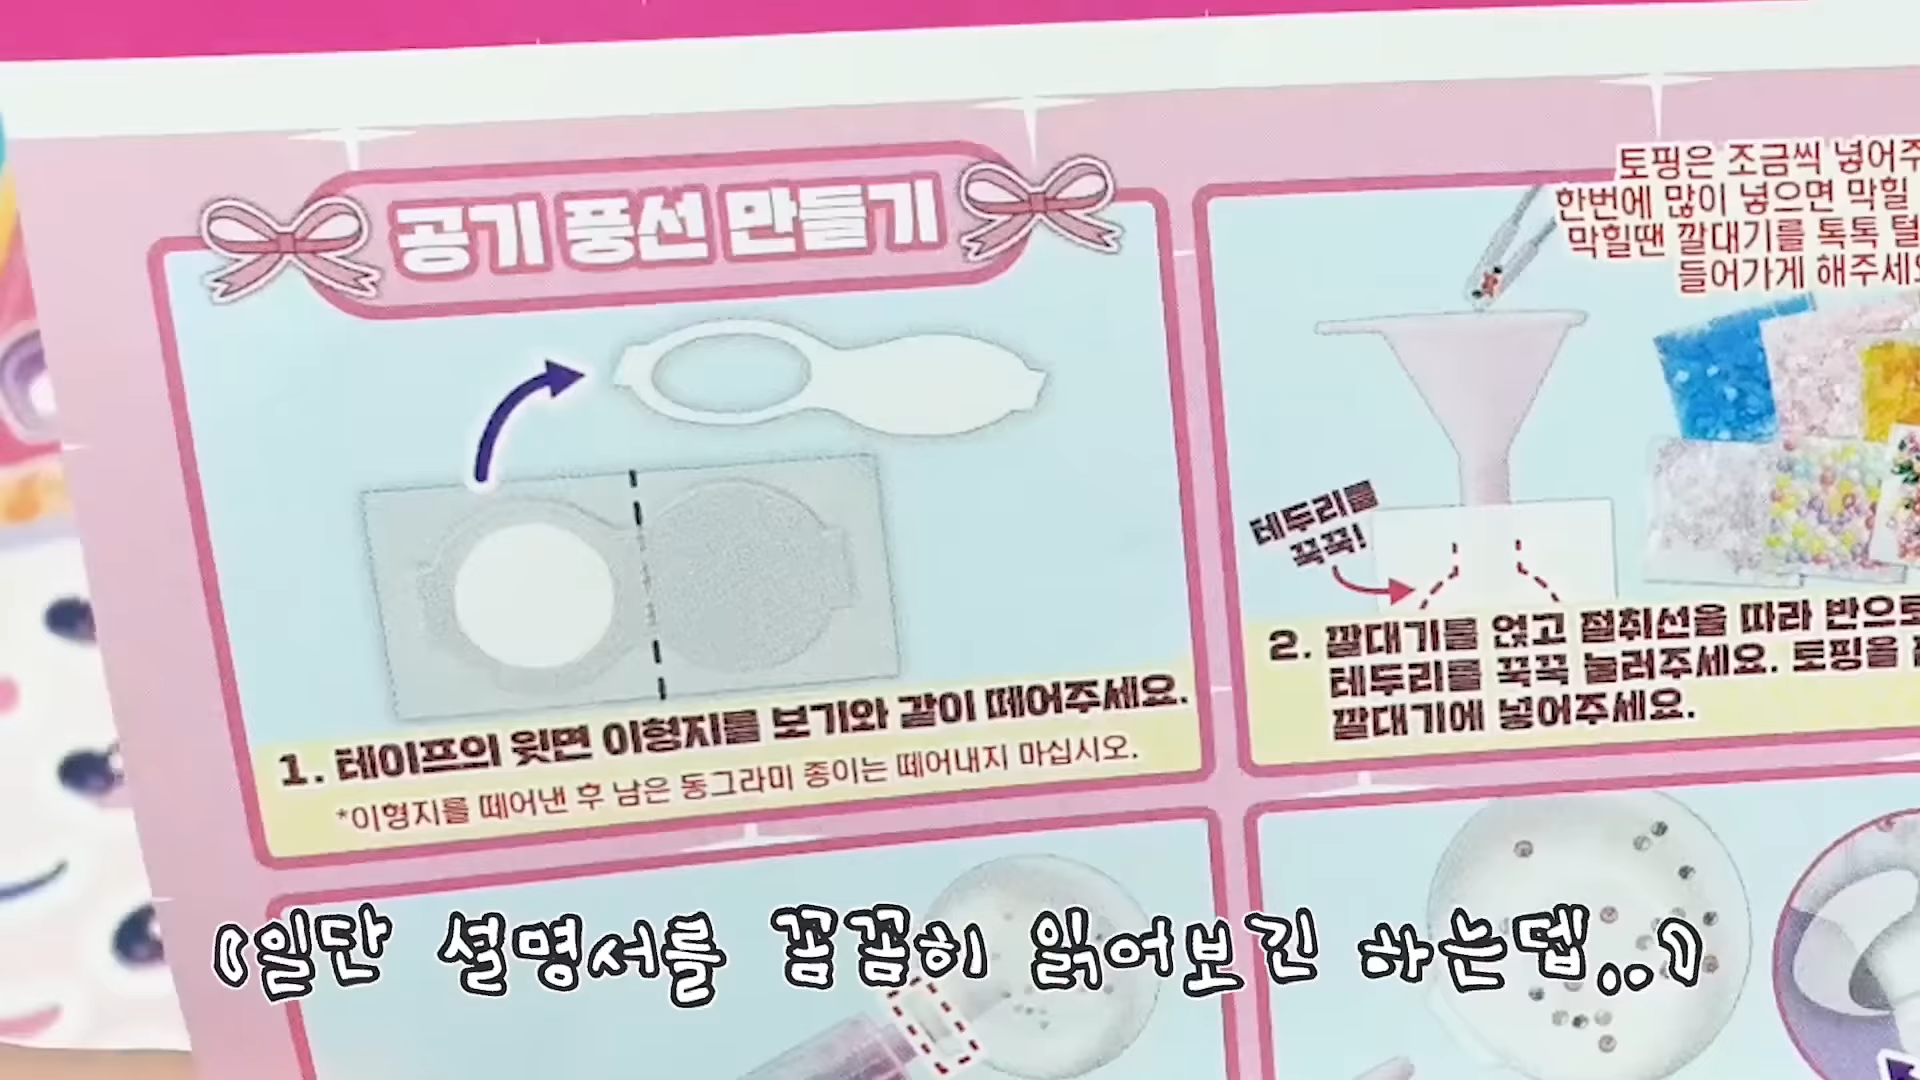 공기 풍선 만들기
1. 테이프의 윗면 이형지를 보기와 같이 떼어주세요.
*이형지를 떼어낸 후 남은 동그라미 종이는 떼어내지 마십시오.
토핑은 조금씩 넣어주
한번에 많이 넣으면 막힐
막힐땐 깔대기를 톡톡 털
들어가게 해주세요
테두리를
꾹꾹!
2. 깔대기를 얹고 절취선을 따라 반으로
테두리를 꾹꾹 눌러주세요. 토핑을
깔대기에 넣어주세요.
(일단 설명서를 꼼꼼히 읽어보긴 하는뎁..)